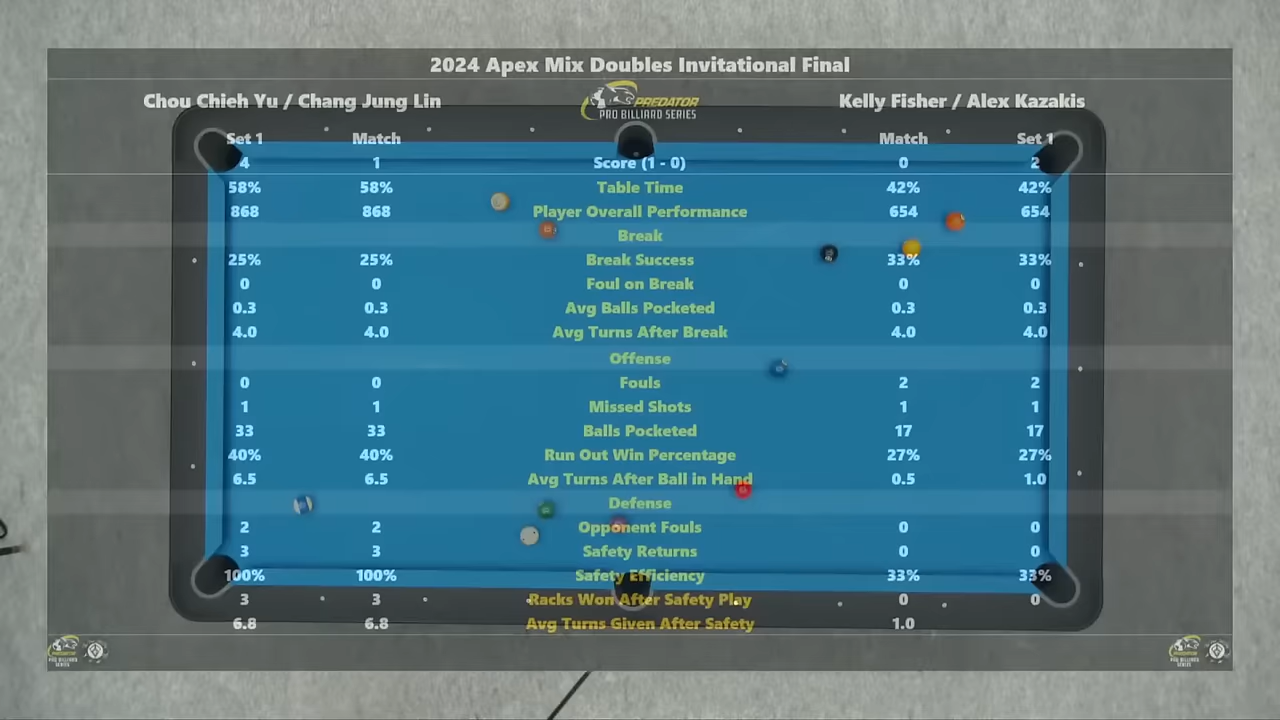 2024 Apex Mix Doubles Invitational Final
Chou Chieh Yu / Chang Jung Lin
PREDATOR
PRO BILLIARD SERIES
Kelly Fisher / Alex Kazakis
Set 1 Match Match Set 1
4 1 Score (1 - 0) 0 2
58% 58% Table Time 42% 42%
868 868 Player Overall Performance 654 654
Break
25% 25% Break Success 33% 33%
0 0 Foul on Break 0 0
0.3 0.3 Avg Balls Pocketed 0.3 0.3
4.0 4.0 Avg Turns After Break 4.0 4.0
Offense
0 0 Fouls 2 2
1 1 Missed Shots 1 1
33 33 Balls Pocketed 17 17
40% 40% Run Out Win Percentage 27% 27%
6.5 6.5 Avg Turns After Ball in Hand 0.5 1.0
Defense
2 2 Opponent Fouls 0 0
3 3 Safety Returns 0 0
100% 100% Safety Efficiency 33% 33%
3 3 Racks Won After Safety Play 0 0
6.8 6.8 Avg Turns Given After Safety 1.0
PRO BILLIARD
SERIES
PRO BILLIARD
SERIES